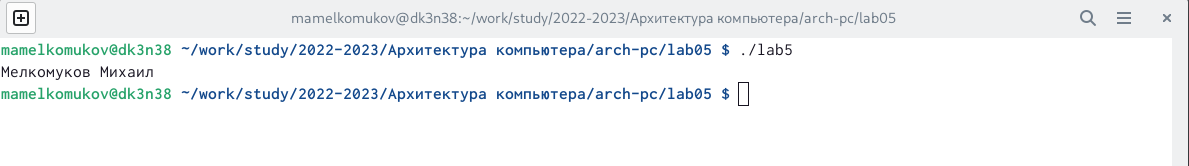 mamelkomukov@dk3n38:~/work/study/2022-2023/Архитектура компьютера/arch-pc/lab05
mamelkomukov@dk3n38 ~/work/study/2022-2023/Архитектура компьютера/arch-pc/lab05 $ ./lab5
Мелкомуков Михаил
mamelkomukov@dk3n38 ~/work/study/2022-2023/Архитектура компьютера/arch-pc/lab05 $